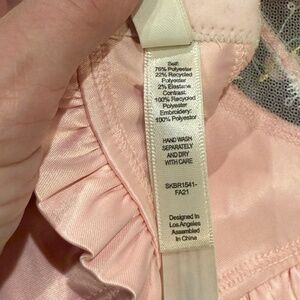 Self:
76% Polyester
22% Recycled
Polyester
2% Elastane
Contrast:
100% Recycled
Polyester
Embroidery:
100% Polyester
HAND WASH
SEPARATELY
AND DRY
WITH CARE
SKBR1541-
FA21
Designed in
Los Angeles
Assembled
In China